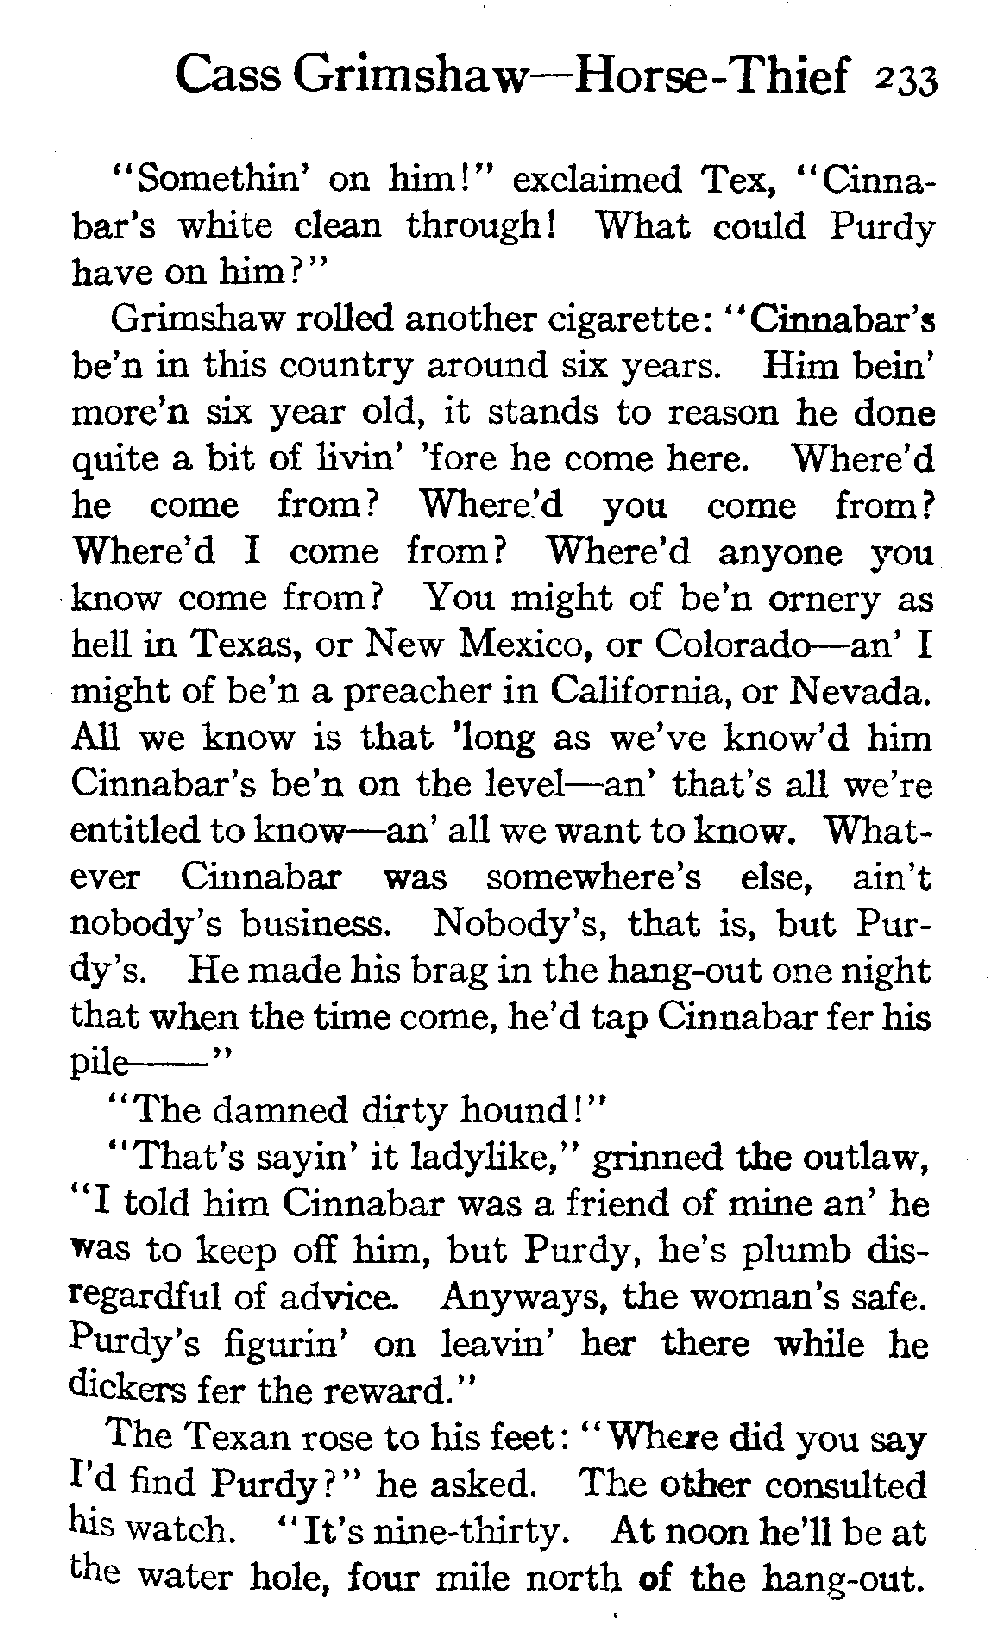 Cass Grimshaw—Horse-Thief 233
"Somethin' on him!" exclaimed Tex, "Cinna-
bar's white clean through! What could Purdy
have on him?"
Grimshaw rolled another cigarette: "Cinnabar's
be'n in this country around six years. Him bein'
more'n six year old, it stands to reason he done
quite a bit of livin' 'fore he come here. Where'd
he come from? Where'd you come from?
Where'd I come from? Where'd anyone you
know come from? You might of be'n ornery as
hell in Texas, or New Mexico, or Colorado—an' I
might of be'n a preacher in California, or Nevada.
All we know is that 'long as we've know'd him
Cinnabar's be'n on the level—an' that's all we're
entitled to know—an' all we want to know. What-
ever Cinnabar was somewhere's else, ain't
nobody's business. Nobody's, that is, but Pur-
dy's. He made his brag in the hang-out one night
that when the time come, he'd tap Cinnabar fer his
pile——"
"The damned dirty hound!"
"That's sayin' it ladylike," grinned the outlaw,
"I told him Cinnabar was a friend of mine an' he
was to keep off him, but Purdy, he's plumb dis-
regardful of advice. Anyways, the woman's safe.
Purdy's figurin' on leavin' her there while he
dickers fer the reward."
The Texan rose to his feet: "Where did you say
I'd find Purdy?" he asked. The other consulted
his watch. "It's nine-thirty. At noon he'll be at
the water hole, four mile north of the hang-out.